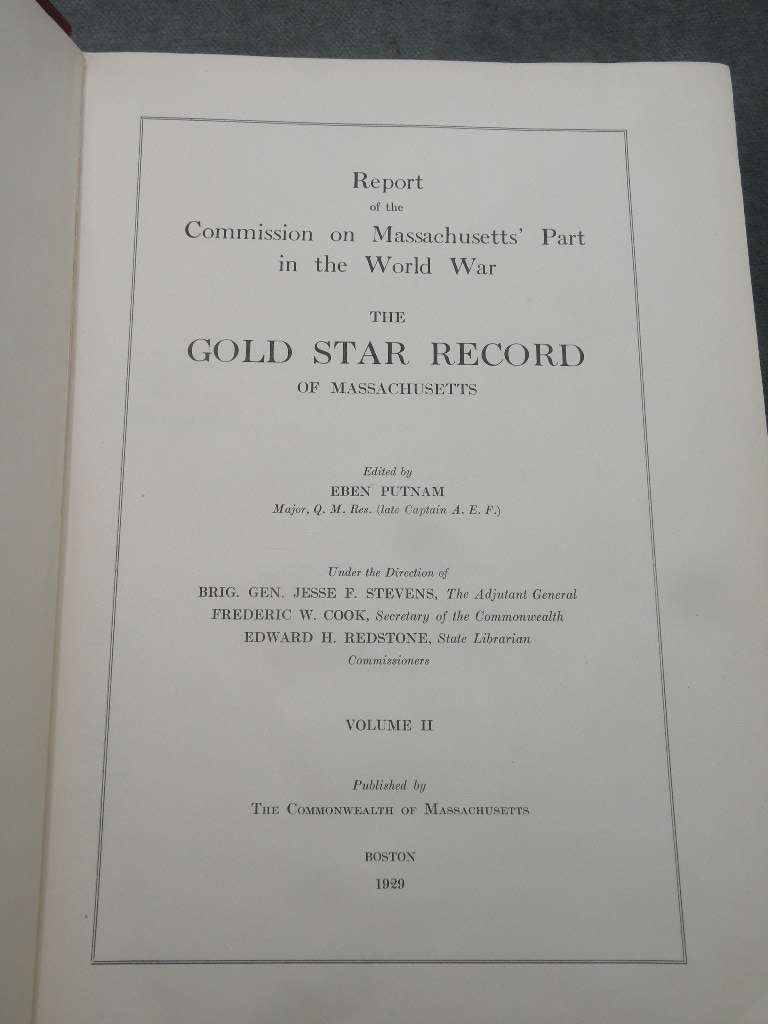 Report
of the
Commission on Massachusetts' Part
in the World War
THE
GOLD STAR RECORD
OF MASSACHUSETTS
Edited by
EBEN PUTNAM
Major, Q. M. Res. (late Captain A. E. F.)
Under the Direction of
BRIG. GEN. JESSE F. STEVENS, The Adjutant General
FREDERIC W. COOK, Secretary of the Commonwealth
EDWARD H. REDSTONE, State Librarian
Commissioners
VOLUME II
Published by
THE COMMONWEALTH OF MASSACHUSETTS
BOSTON
1929